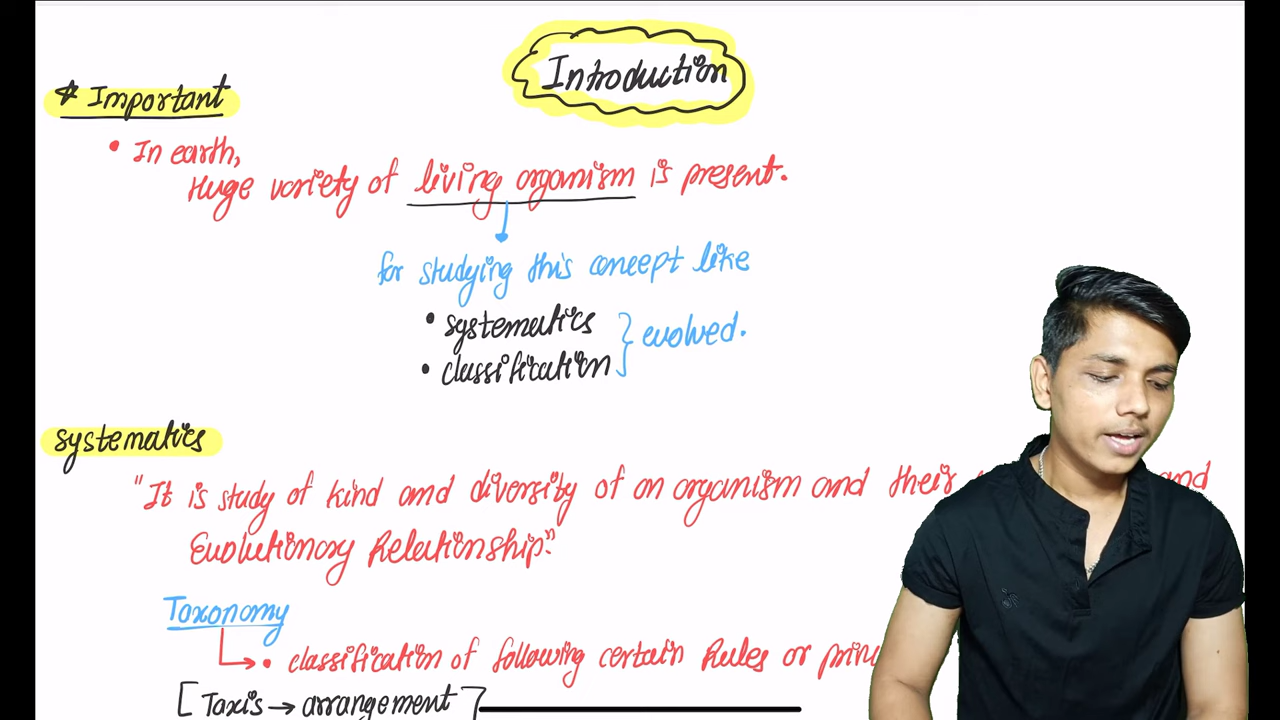 Introduction
* Important
• In earth,
Huge variety of living organism is present.
for studying this concept like
• systematics
• classification } evolved.
systematics
"It is study of kind and diversity of an organism and their and
Evolutionary Relationship".
Taxonomy
• classification of following certain Rules or
[Taxis → arrangement